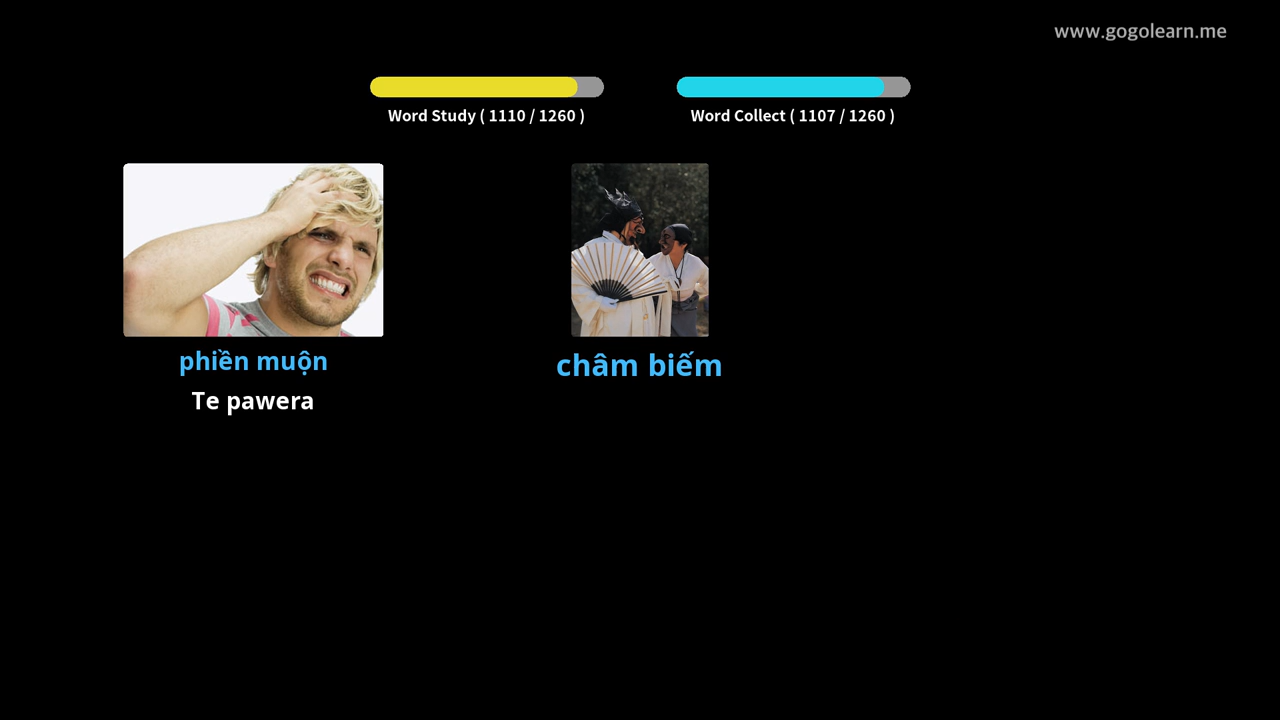 www.gogolearn.me
Word Study ( 1110 / 1260 )
Word Collect ( 1107 / 1260 )
phiền muộn
Te pawera
châm biếm